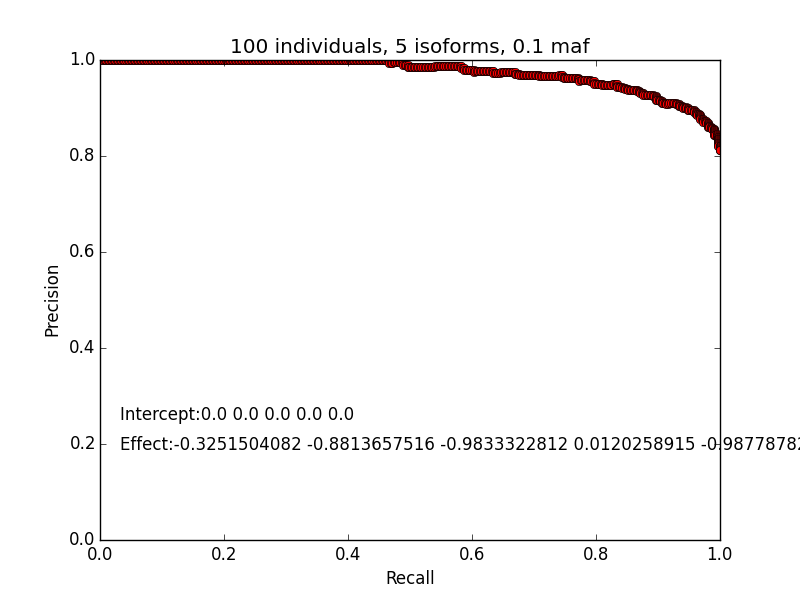 100 individuals, 5 isoforms, 0.1 maf
1.0
0.8
0.6
0.4
0.2
0.0
Precision
Intercept:0.0 0.0 0.0 0.0 0.0
Effect:-0.3251504082 -0.8813657516 -0.9833322812 0.0120258915 -0.98778782
0.0 0.2 0.4 0.6 0.8 1.0
Recall